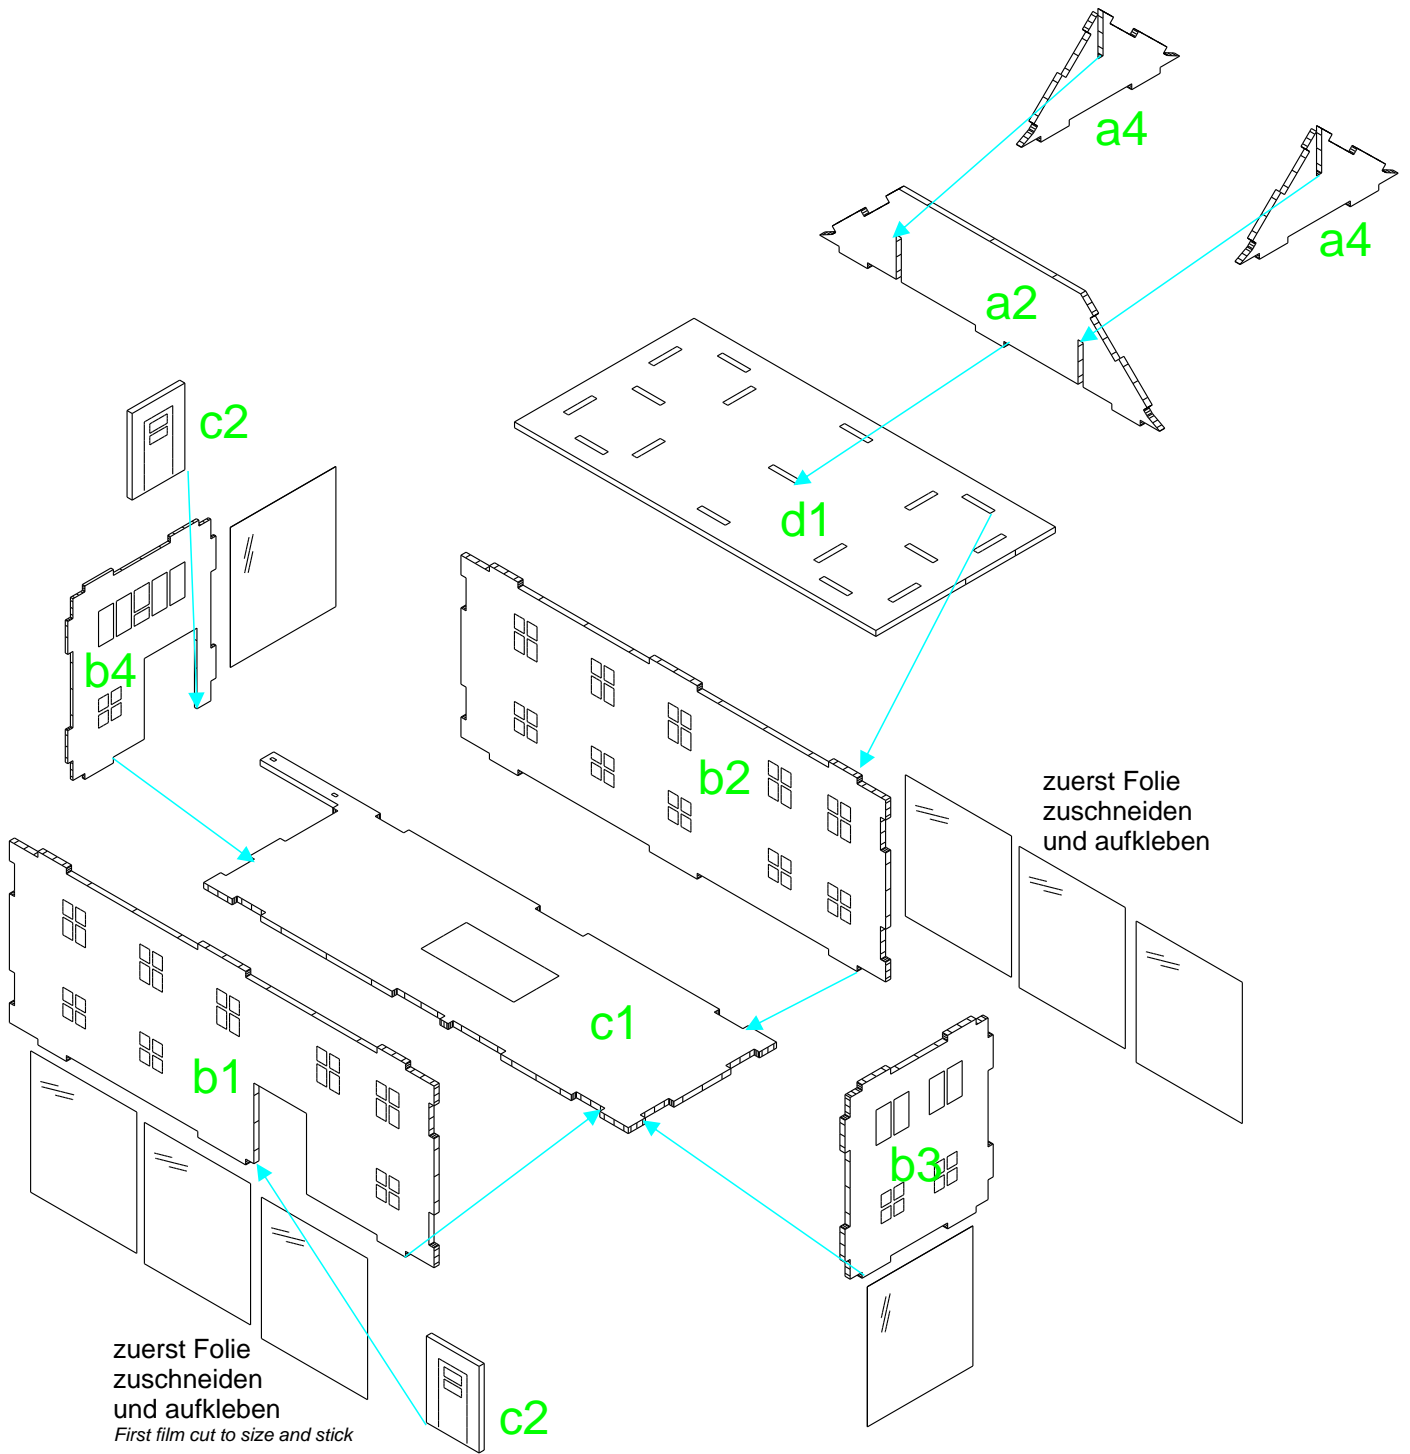 a4
a4
a2
c2
d1
b4
b2
zuerst Folie
zuschneiden
und aufkleben
c1
b1
b3
zuerst Folie
zuschneiden
und aufkleben
First film cut to size and stick
c2